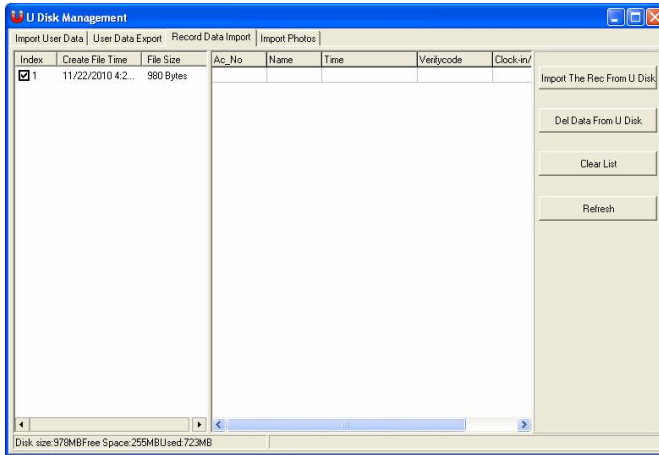 U Disk Management
Import User Data User Data Export Record Data Import Import Photos
Index Create File Time File Size Ac_No Name Time Verifycode Clock-in/
1 11/22/2010 4:2... 980 Bytes
Import The Rec From U Disk
Del Data From U Disk
Clear List
Refresh
Disk size:978MBFree Space:255MBUsed:723MB